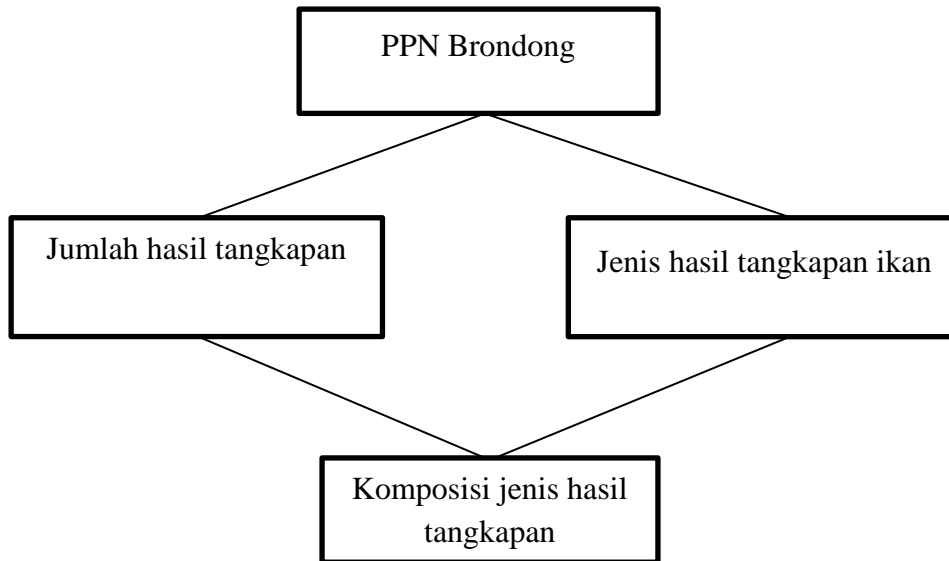 PPN Brondong
Jumlah hasil tangkapan
Jenis hasil tangkapan ikan
Komposisi jenis hasil
tangkapan